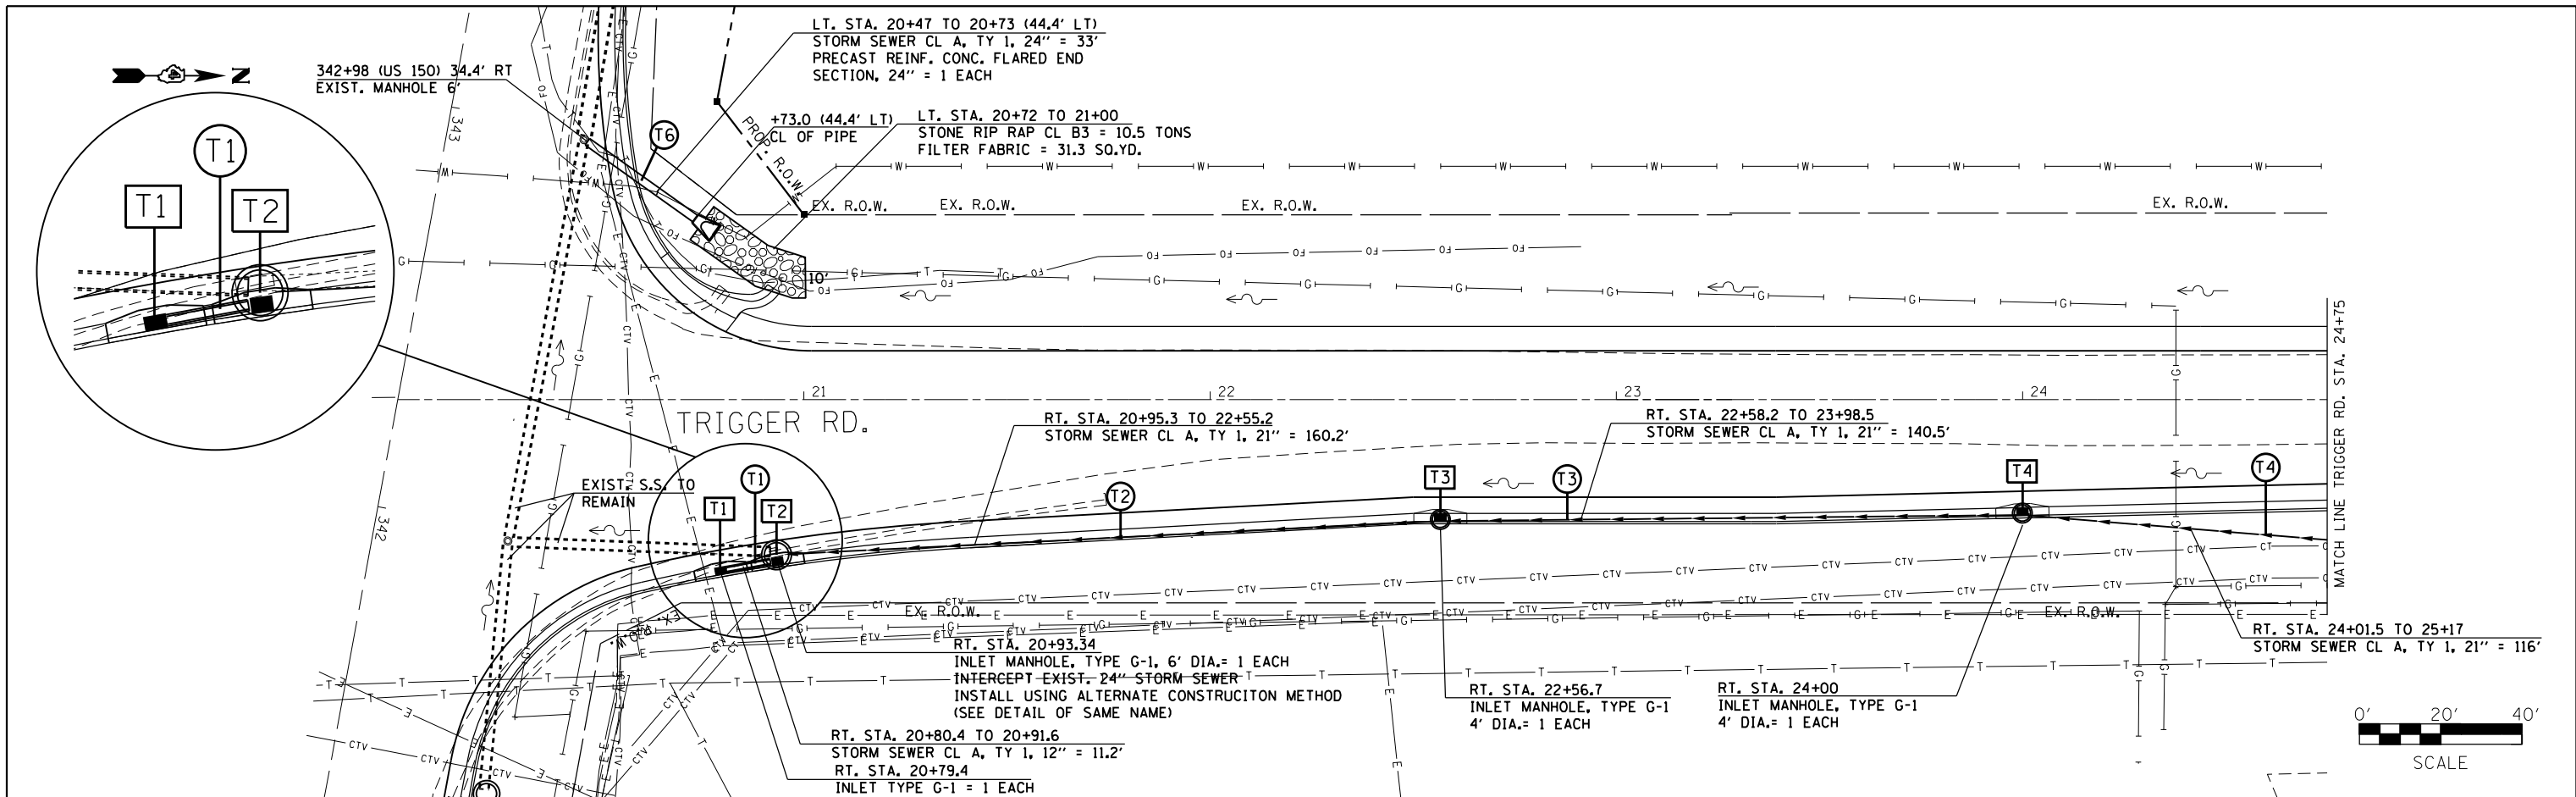 LT. STA. 20+47 TO 20+73 (44.4' LT)
STORM SEWER CL A, TY 1, 24" = 33'
PRECAST REINF. CONC. FLARED END
SECTION, 24" = 1 EACH
N
342+98 (US 150) 34.4' RT
EXIST. MANHOLE 6'
343
T6
+73.0 (44.4' LT)
CL OF PIPE
LT. STA. 20+72 TO 21+00
STONE RIP RAP CL B3 = 10.5 TONS
FILTER FABRIC = 31.3 SQ.YD.
PROP. R.O.W.
EX. R.O.W.
EX. R.O.W.
EX. R.O.W.
EX. R.O.W.
T1
T1
T2
10'
21
22
23
24
TRIGGER RD.
RT. STA. 20+95.3 TO 22+55.2
STORM SEWER CL A, TY 1, 21" = 160.2'
RT. STA. 22+58.2 TO 23+98.5
STORM SEWER CL A, TY 1, 21" = 140.5'
MATCH LINE TRIGGER RD. STA. 24+75
342
EXIST. S.S. TO
REMAIN
T1
T1
T2
T2
T3
T3
T4
T4
EX. R.O.W.
EX. R.O.W.
EX. R.O.W.
RT. STA. 20+93.34
INLET MANHOLE, TYPE G-1, 6' DIA.= 1 EACH
INTERCEPT EXIST. 24" STORM SEWER
INSTALL USING ALTERNATE CONSTRUCITON METHOD
(SEE DETAIL OF SAME NAME)
RT. STA. 20+80.4 TO 20+91.6
STORM SEWER CL A, TY 1, 12" = 11.2'
RT. STA. 20+79.4
INLET TYPE G-1 = 1 EACH
RT. STA. 22+56.7
INLET MANHOLE, TYPE G-1
4' DIA.= 1 EACH
RT. STA. 24+00
INLET MANHOLE, TYPE G-1
4' DIA.= 1 EACH
RT. STA. 24+01.5 TO 25+17
STORM SEWER CL A, TY 1, 21" = 116'
0' 20' 40'
SCALE